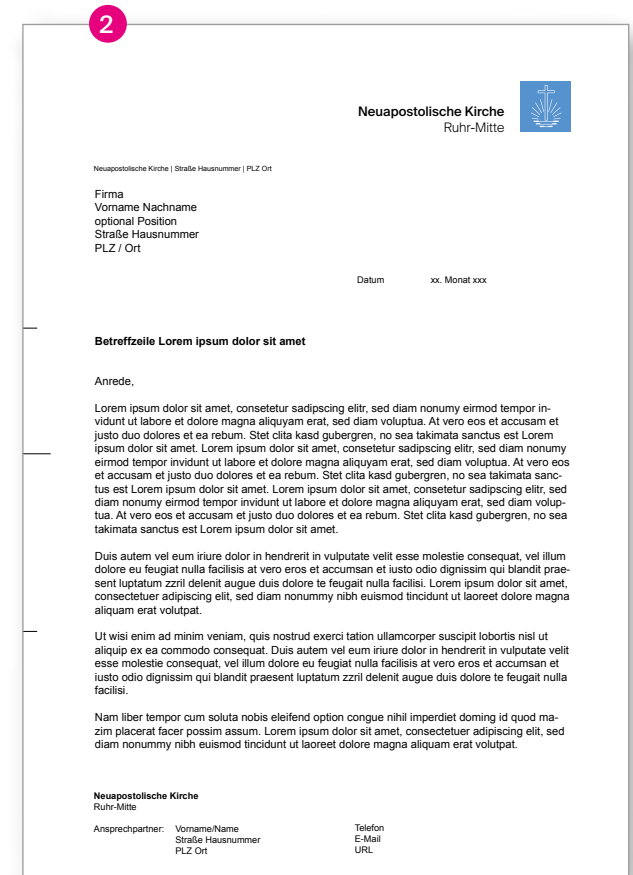 2
Neuapostolische Kirche
Ruhr-Mitte
Neuapostolische Kirche | Straße Hausnummer | PLZ Ort
Firma
Vorname Nachname
optional Position
Straße Hausnummer
PLZ / Ort
Datum xx. Monat xxx
Betreffzeile Lorem ipsum dolor sit amet
Anrede,
Lorem ipsum dolor sit amet, consetetur sadipscing elitr, sed diam nonumy eirmod tempor in-
vidunt ut labore et dolore magna aliquyam erat, sed diam voluptua. At vero eos et accusam et
justo duo dolores et ea rebum. Stet clita kasd gubergren, no sea takimata sanctus est Lorem
ipsum dolor sit amet. Lorem ipsum dolor sit amet, consetetur sadipscing elitr, sed diam nonumy
eirmod tempor invidunt ut labore et dolore magna aliquyam erat, sed diam voluptua. At vero eos
et accusam et justo duo dolores et ea rebum. Stet clita kasd gubergren, no sea takimata sanc-
tus est Lorem ipsum dolor sit amet. Lorem ipsum dolor sit amet, consetetur sadipscing elitr, sed
diam nonumy eirmod tempor invidunt ut labore et dolore magna aliquyam erat, sed diam volup-
tua. At vero eos et accusam et justo duo dolores et ea rebum. Stet clita kasd gubergren, no sea
takimata sanctus est Lorem ipsum dolor sit amet.
Duis autem vel eum iriure dolor in hendrerit in vulputate velit esse molestie consequat, vel illum
dolore eu feugiat nulla facilisis at vero eros et accumsan et iusto odio dignissim qui blandit prae-
sent luptatum zzril delenit augue duis dolore te feugait nulla facilisi. Lorem ipsum dolor sit amet,
consectetuer adipiscing elit, sed diam nonummy nibh euismod tincidunt ut laoreet dolore magna
aliquam erat volutpat.
Ut wisi enim ad minim veniam, quis nostrud exerci tation ullamcorper suscipit lobortis nisl ut
aliquip ex ea commodo consequat. Duis autem vel eum iriure dolor in hendrerit in vulputate velit
esse molestie consequat, vel illum dolore eu feugiat nulla facilisis at vero eros et accumsan et
iusto odio dignissim qui blandit praesent luptatum zzril delenit augue duis dolore te feugait nulla
facilisi.
Nam liber tempor cum soluta nobis eleifend option congue nihil imperdiet doming id quod ma-
zim placerat facer possim assum. Lorem ipsum dolor sit amet, consectetuer adipiscing elit, sed
diam nonummy nibh euismod tincidunt ut laoreet dolore magna aliquam erat volutpat.
Neuapostolische Kirche
Ruhr-Mitte
Ansprechpartner: Vorname/Name Telefon
Straße Hausnummer E-Mail
PLZ Ort URL